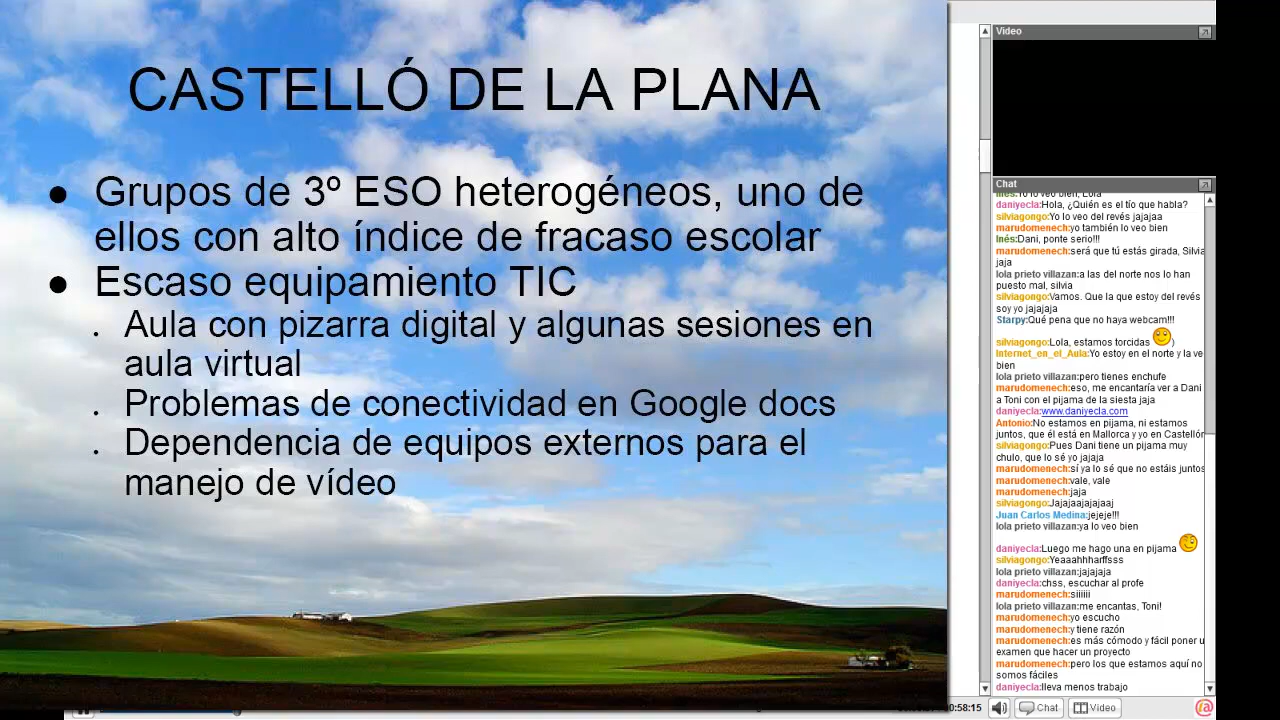 CASTELLÓ DE LA PLANA
● Grupos de 3º ESO heterogéneos, uno de
ellos con alto índice de fracaso escolar
● Escaso equipamiento TIC
. Aula con pizarra digital y algunas sesiones en
aula virtual
. Problemas de conectividad en Google docs
. Dependencia de equipos externos para el
manejo de vídeo
Video
Chat
Inés:Yo lo veo bien, Lola
daniyecla:Hola, ¿Quién es el tío que habla?
silviagongo:Yo lo veo del revés jajajaa
marudomenech:yo también lo veo bien
Inés:Dani, ponte serio!!!
marudomenech:será que tú estás girada, Silvia
jaja
lola prieto villazan:a las del norte nos lo han
puesto mal, silvia
silviagongo:Vamos. Que la que estoy del revés
soy yo jajajaja
Starpy:Qué pena que no haya webcam!!!
silviagongo:Lola, estamos torcidas )
Internet_en_el_Aula:Yo estoy en el norte y la ve
bien
lola prieto villazan:pero tienes enchufe
marudomenech:eso, me encantaría ver a Dani
a Toni con el pijama de la siesta jaja
daniyecla:www.daniyecla.com
Antonio:No estamos en pijama, ni estamos
juntos, que él está en Mallorca y yo en Castellón
silviagongo:Pues Dani tiene un pijama muy
chulo, que lo sé yo jajaja
marudomenech:sí ya lo sé que no estáis juntos
marudomenech:vale, vale
marudomenech:jaja
silviagongo:Jajajaajajajaaj
Juan Carlos Medina:jejeje!!!
lola prieto villazan:ya lo veo bien
daniyecla:Luego me hago una en pijama
silviagongo:Yeaaahhharffsss
lola prieto villazan:jajajaja
daniyecla:chss, escuchar al profe
marudomenech:siiiiii
lola prieto villazan:me encantas, Toni!
marudomenech:yo escucho
marudomenech:y tiene razón
marudomenech:es más cómodo y fácil poner u
examen que hacer un proyecto
marudomenech:pero los que estamos aquí no
somos fáciles
daniyecla:lleva menos trabajo
0:58:15
Chat
Video